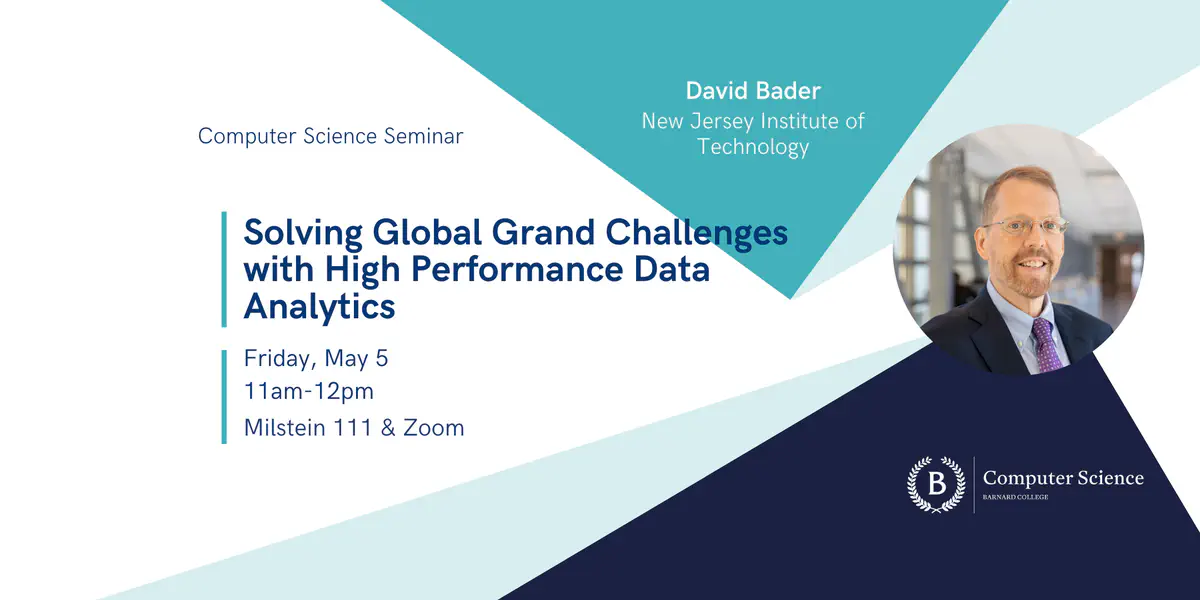 David Bader
New Jersey Institute of
Technology
Computer Science Seminar
Solving Global Grand Challenges
with High Performance Data
Analytics
Friday, May 5
11am-12pm
Milstein 111 & Zoom
B
Computer Science
BARNARD COLLEGE